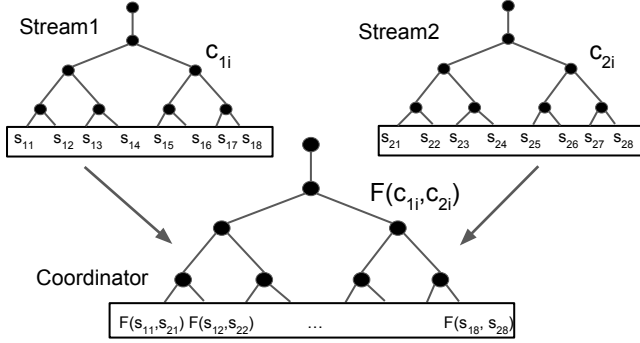 Stream1
c1i
Stream2
c2i
s11 s12 s13 s14 s15 s16 s17 s18
s21 s22 s23 s24 s25 s26 s27 s28
F(c1i,c2i)
Coordinator
F(s11,s21) F(s12,s22) ... F(s18, s28)